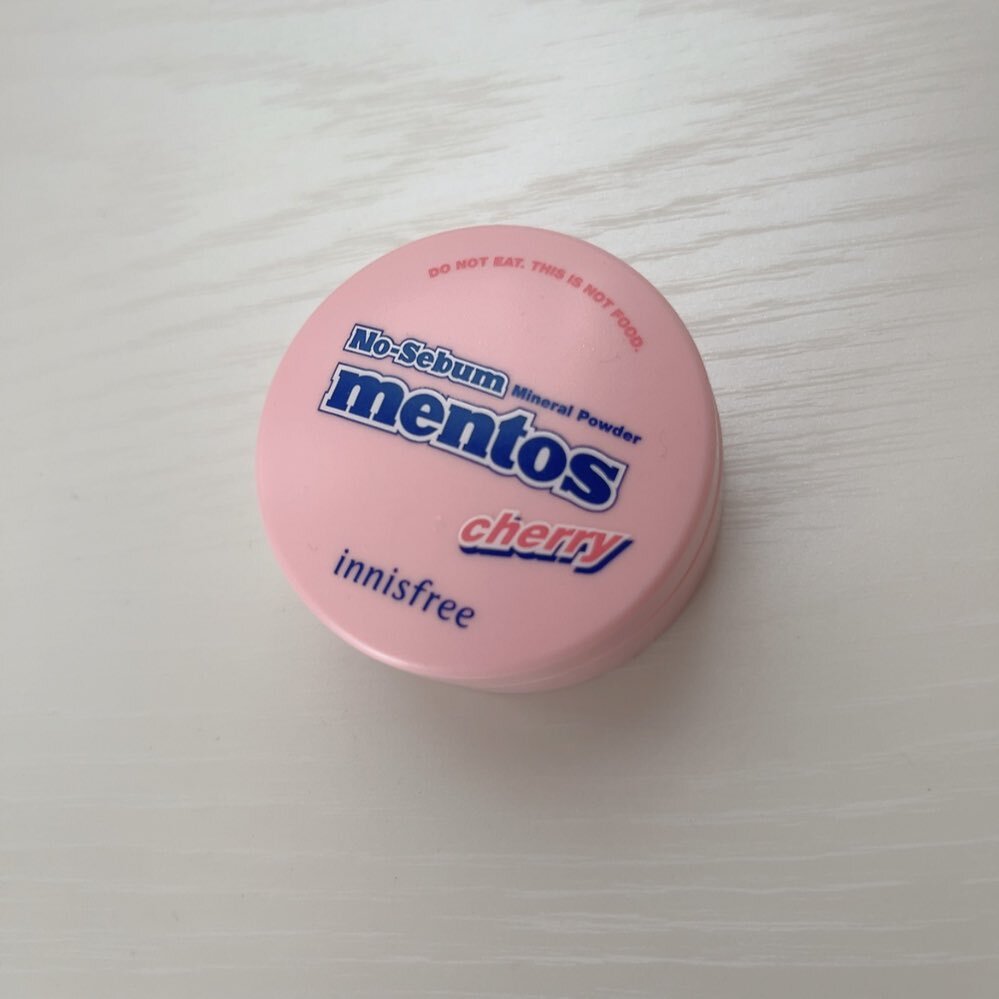 DO NOT EAT. THIS IS NOT FOOD.
No-Sebum
Mineral Powder
mentos
cherry
innisfree